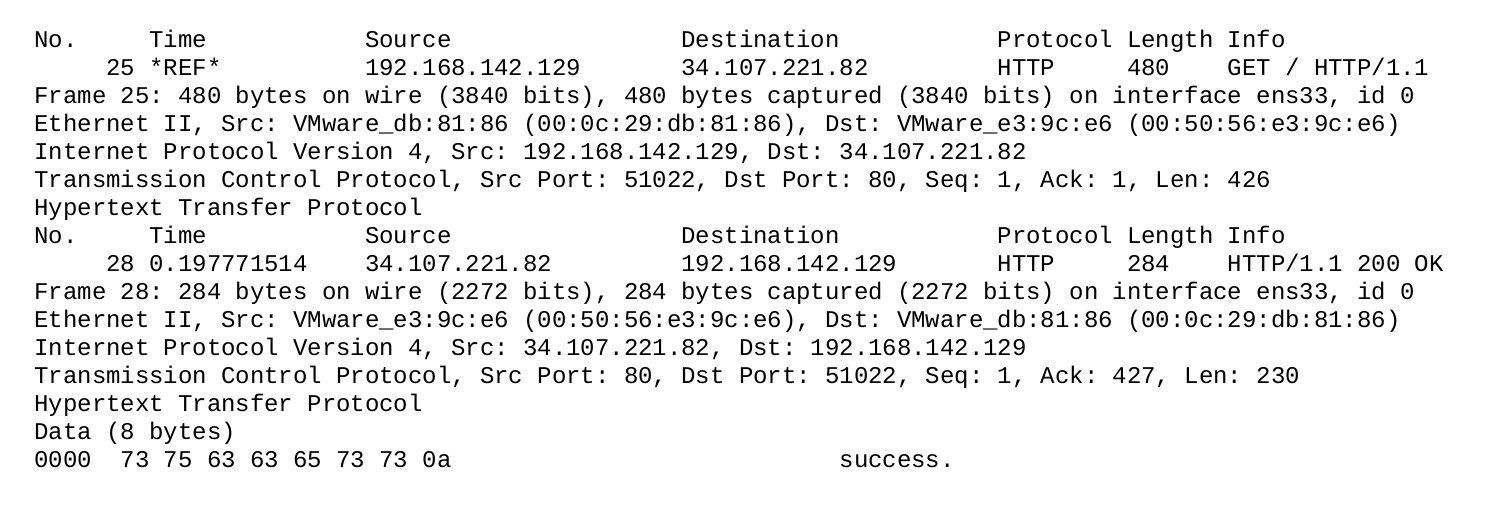 No.     Time           Source                Destination           Protocol Length Info
     25 *REF*          192.168.142.129       34.107.221.82         HTTP     480    GET / HTTP/1.1
Frame 25: 480 bytes on wire (3840 bits), 480 bytes captured (3840 bits) on interface ens33, id 0
Ethernet II, Src: VMware_db:81:86 (00:0c:29:db:81:86), Dst: VMware_e3:9c:e6 (00:50:56:e3:9c:e6)
Internet Protocol Version 4, Src: 192.168.142.129, Dst: 34.107.221.82
Transmission Control Protocol, Src Port: 51022, Dst Port: 80, Seq: 1, Ack: 1, Len: 426
Hypertext Transfer Protocol
No.     Time           Source                Destination           Protocol Length Info
     28 0.197771514    34.107.221.82         192.168.142.129       HTTP     284    HTTP/1.1 200 OK
Frame 28: 284 bytes on wire (2272 bits), 284 bytes captured (2272 bits) on interface ens33, id 0
Ethernet II, Src: VMware_e3:9c:e6 (00:50:56:e3:9c:e6), Dst: VMware_db:81:86 (00:0c:29:db:81:86)
Internet Protocol Version 4, Src: 34.107.221.82, Dst: 192.168.142.129
Transmission Control Protocol, Src Port: 80, Dst Port: 51022, Seq: 1, Ack: 427, Len: 230
Hypertext Transfer Protocol
Data (8 bytes)
0000  73 75 63 63 65 73 73 0a                           success.